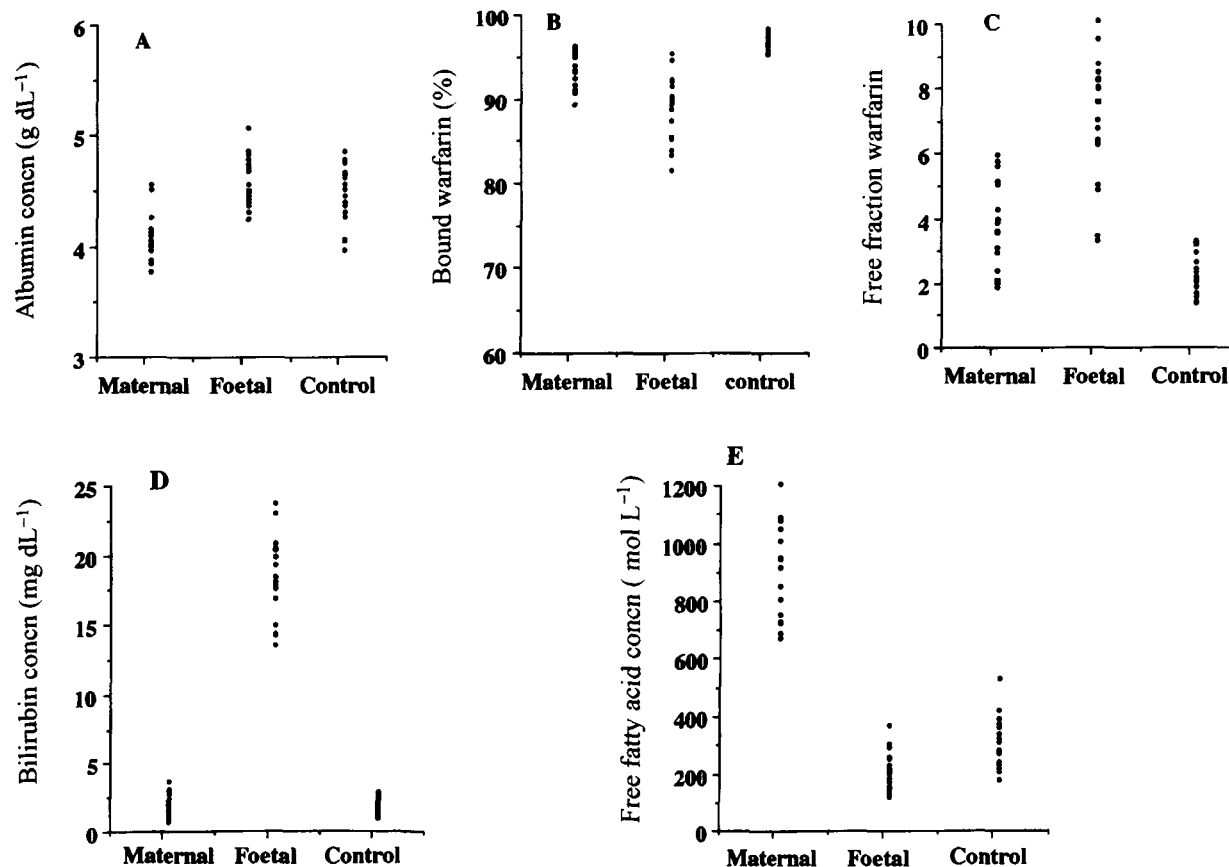 A
Albumin concn (g dL⁻¹)
6
5
4
3
Maternal Foetal Control
B
Bound warfarin (%)
100
90
80
70
60
Maternal Foetal control
C
Free fraction warfarin
10
8
6
4
2
0
Maternal Foetal Control
D
Bilirubin concn (mg dL⁻¹)
25
20
15
10
5
0
Maternal Foetal Control
E
Free fatty acid concn ( mol L⁻¹)
1200
1000
800
600
400
200
0
Maternal Foetal Control